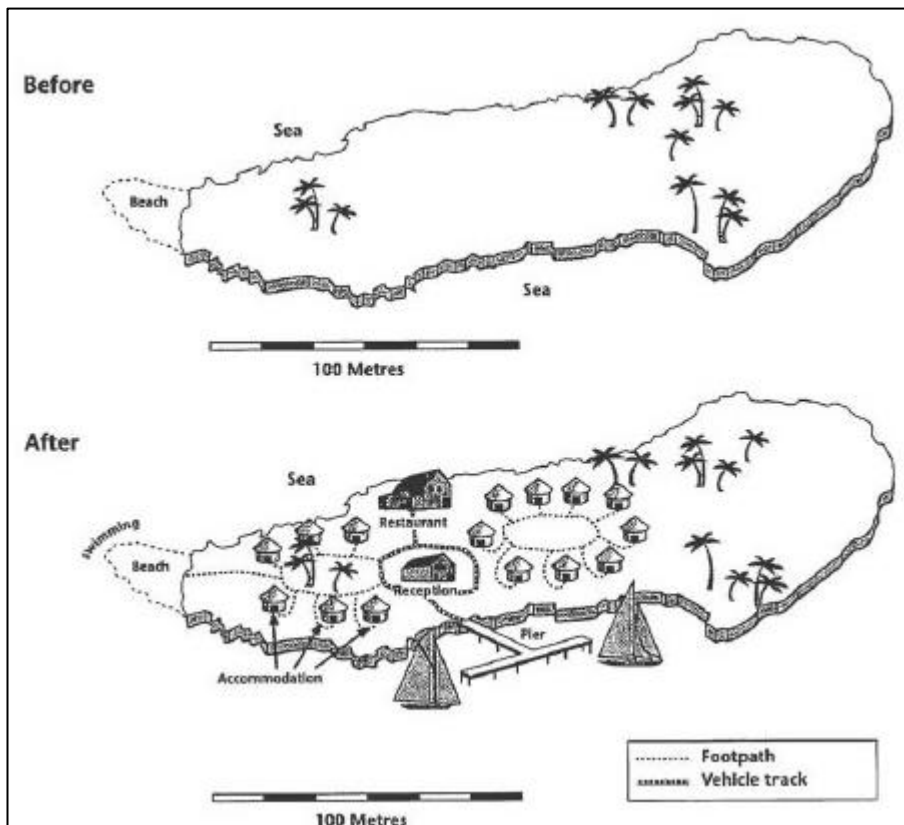 Before
Sea
Beach
Sea
100 Metres
After
Sea
swimming
Restaurant
Beach
Reception
Pier
Accommodation
Footpath
Vehicle track
100 Metres